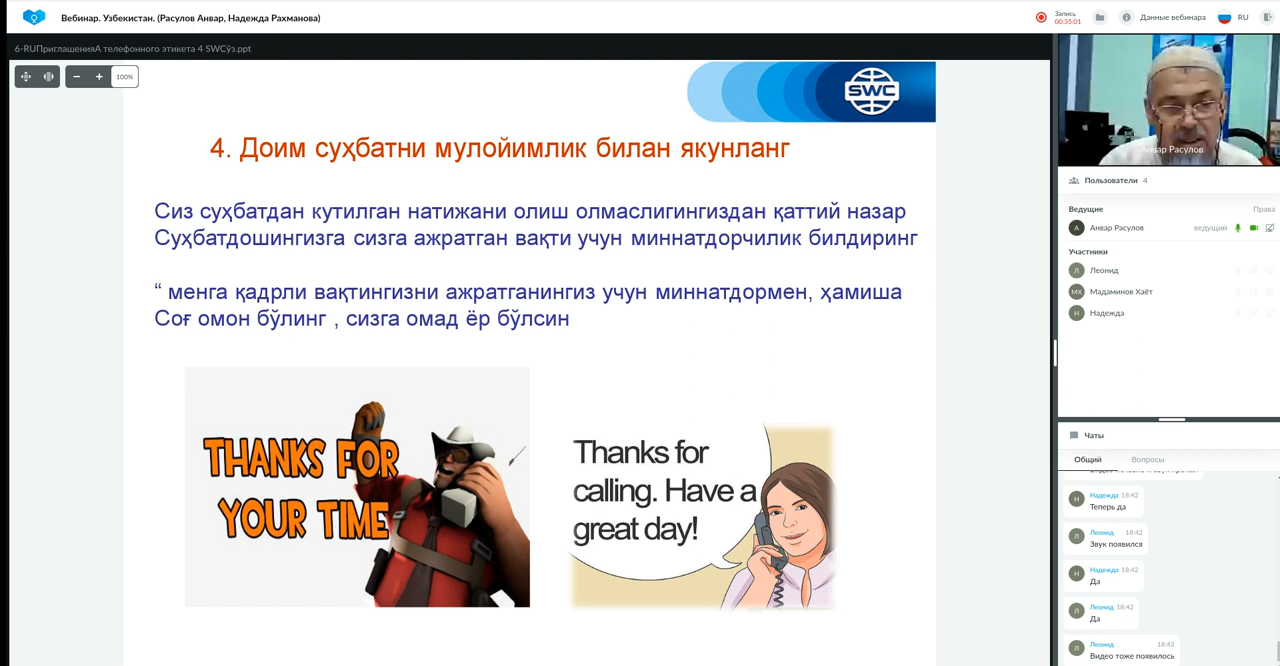 Вебинар. Узбекистан. (Расулов Анвар, Надежда Рахманова)
Запись
00:35:01
Данные вебинара
RU
6-RUПриглашенияА телефонного этикета 4 SWCўз.ppt
100%
SWC
4. Доим суҳбатни мулойимлик билан якунланг
Сиз суҳбатдан кутилган натижани олиш олмаслигингиздан қаттий назар
Суҳбатдошингизга сизга ажратган вақти учун миннатдорчилик билдиринг
“ менга қадрли вақтингизни ажратганингиз учун миннатдормен, ҳамиша
Соғ омон бўлинг , сизга омад ёр бўлсин
THANKS FOR
YOUR TIME
Thanks for
calling. Have a
great day!
Анвар Расулов
Пользователи 4
Ведущие Права
А Анвар Расулов ведущий
Участники
Л Леонид
МХ Мадаминов Хаёт
Н Надежда
Чаты
Общий Вопросы
Н Надежда 18:42
Теперь да
Л Леонид 18:42
Звук появился
Н Надежда 18:42
Да
Л Леонид 18:42
Да
Л Леонид 18:43
Видео тоже появилось